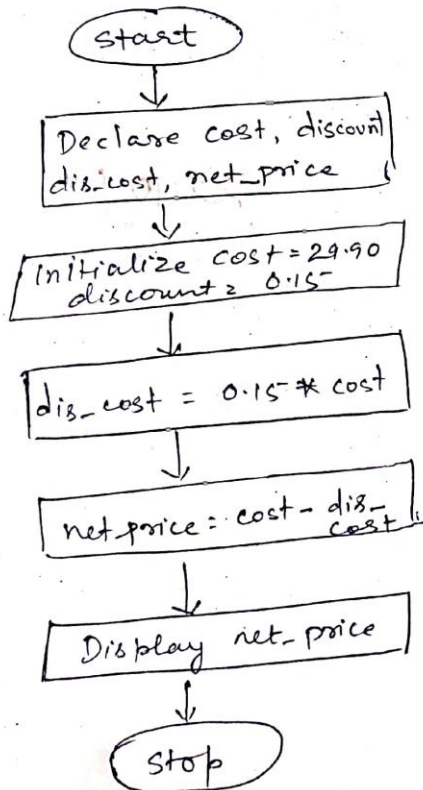 start
Declare cost, discount
dis_cost, net_price
initialize cost = 29.90
discount = 0.15
dis_cost = 0.15 * cost
net_price = cost - dis_
cost
Display net_price
stop